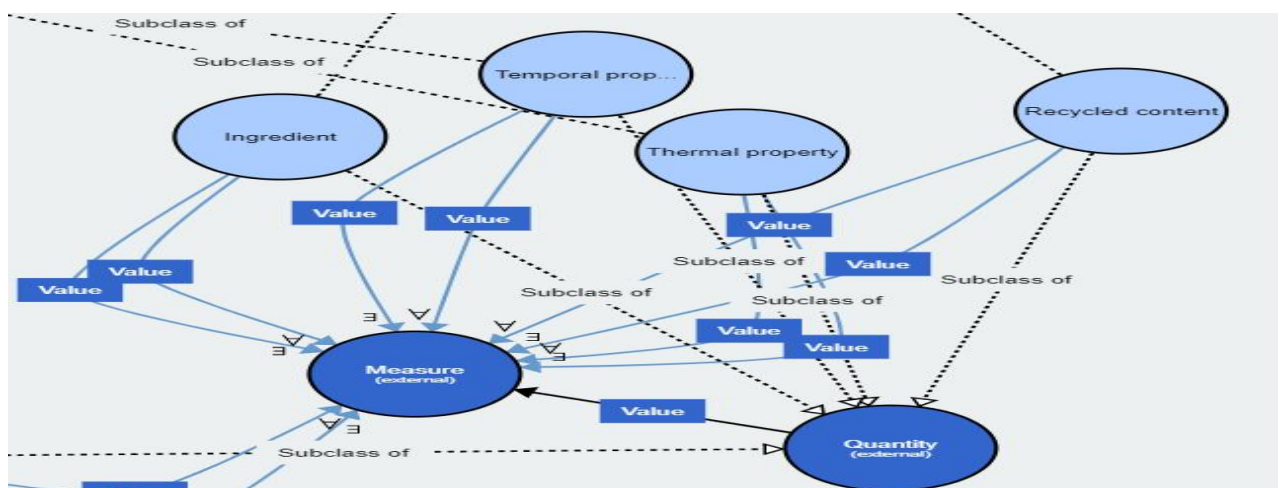 Subclass of
Subclass of
Temporal prop...
Ingredient
Thermal property
Recycled content
Value
Value
Value
Value
Value
Value
Subclass of
Subclass of
Subclass of
Subclass of
∃
∀
∀
∃
∀
∃
∀
∃
Value
Value
Measure
(external)
Value
Quantity
(external)
∀
∃
Subclass of